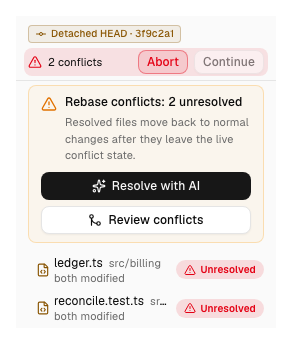 Detached HEAD · 3f9c2a1
2 conflicts Abort Continue
Rebase conflicts: 2 unresolved
Resolved files move back to normal
changes after they leave the live
conflict state.
Resolve with AI
Review conflicts
ledger.ts src/billing
both modified
Unresolved
reconcile.test.ts sr…
both modified
Unresolved